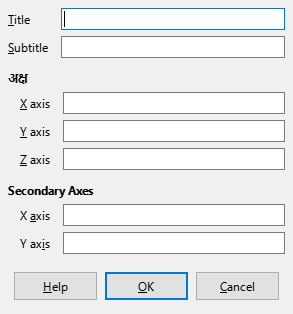 Title
Subtitle
अक्ष
X axis
Y axis
Z axis
Secondary Axes
X axis
Y axis
Help
OK
Cancel